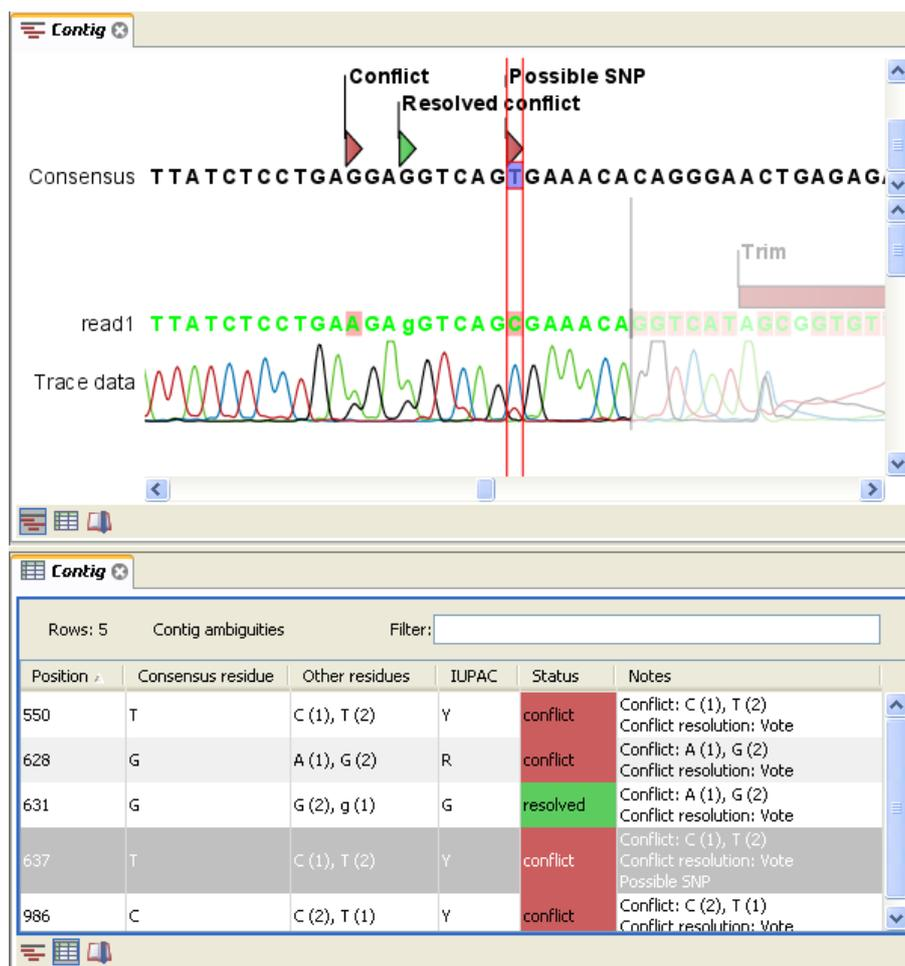 Contig
Conflict Possible SNP
Resolved conflict
Consensus TTATCTCCTGAGGAGGTCAGTGAAACACAGGGAACTGAGAGA
Trim
read1 TTATCTCCTGAAGAgGTCAGCGAAACAGGTCATAGCGGTGT
Trace data
Contig
Rows: 5 Contig ambiguities Filter:
Position Consensus residue Other residues IUPAC Status Notes
550 T C (1), T (2) Y conflict Conflict: C (1), T (2)
Conflict resolution: Vote
628 G A (1), G (2) R conflict Conflict: A (1), G (2)
Conflict resolution: Vote
631 G G (2), g (1) G resolved Conflict: A (1), G (2)
Conflict resolution: Vote
637 T C (1), T (2) Y conflict Conflict: C (1), T (2)
Conflict resolution: Vote
Possible SNP
986 C C (2), T (1) Y conflict Conflict: C (2), T (1)
Conflict resolution: Vote